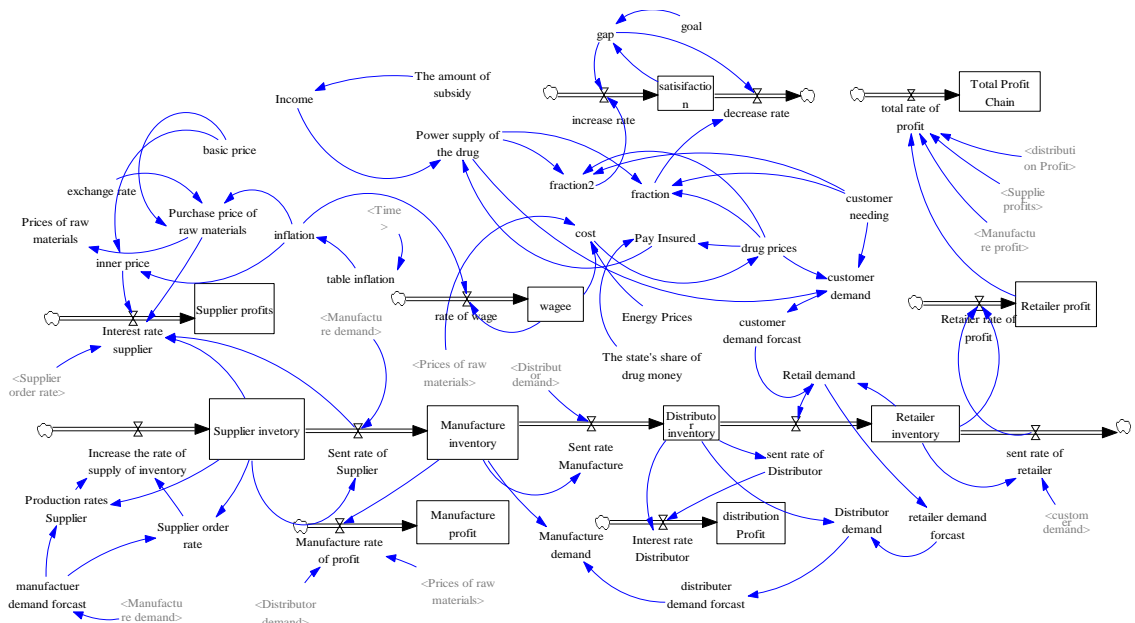 goal
gap
The amount of
subsidy
Income
satisifactio
n
increase rate
decrease rate
Total Profit
Chain
total rate of
profit
basic price
Power supply of
the drug
<distributi
on Profit>
exchange rate
fraction2
fraction
<Supplie
profits>
customer
needing
Prices of raw
materials
Purchase price of
raw materials
inflation
<Time
>
cost
Pay Insured
drug prices
<Manufactu
re profit>
inner price
table inflation
customer
demand
Supplier profits
wagee
rate of wage
Energy Prices
Retailer profit
Retailer rate of
profit
Interest rate
supplier
<Manufactu
re demand>
customer
demand forcast
<Supplier
order rate>
<Prices of raw
materials>
<Distribut
or
demand>
The state's share of
drug money
Retail demand
Supplier invetory
Manufacture
inventory
Distributo
r
inventory
Retailer
inventory
Increase the rate of
supply of inventory
Sent rate of
Supplier
Sent rate
Manufacture
sent rate of
Distributor
sent rate of
retailer
Production rates
Supplier
Supplier order
rate
Manufacture
profit
Manufacture rate
of profit
Manufacture
demand
distribution
Profit
Interest rate
Distributor
Distributor
demand
retailer demand
forcast
<custom
er
demand>
manufactuer
demand forcast
<Manufactu
re demand>
<Distributor
demand>
<Prices of raw
materials>
distributer
demand forcast